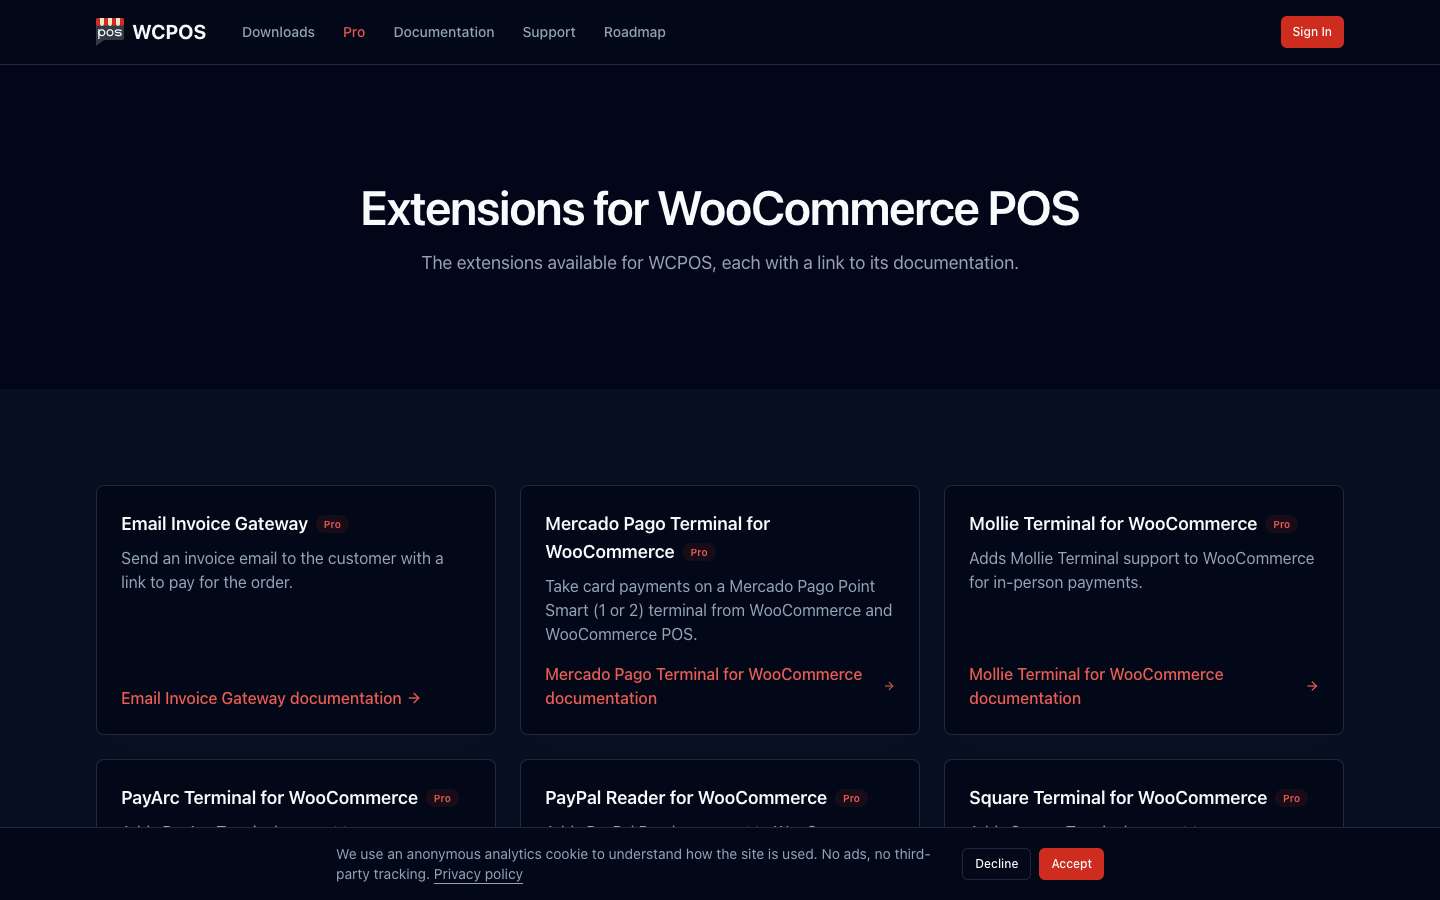 pos WCPOS Downloads Pro Documentation Support Roadmap Sign In
Extensions for WooCommerce POS
The extensions available for WCPOS, each with a link to its documentation.
Email Invoice Gateway Pro
Send an invoice email to the customer with a
link to pay for the order.
Email Invoice Gateway documentation →
Mercado Pago Terminal for
WooCommerce Pro
Take card payments on a Mercado Pago Point
Smart (1 or 2) terminal from WooCommerce and
WooCommerce POS.
Mercado Pago Terminal for WooCommerce →
documentation
Mollie Terminal for WooCommerce Pro
Adds Mollie Terminal support to WooCommerce
for in-person payments.
Mollie Terminal for WooCommerce →
documentation
PayArc Terminal for WooCommerce Pro
PayPal Reader for WooCommerce Pro
Square Terminal for WooCommerce Pro
We use an anonymous analytics cookie to understand how the site is used. No ads, no third-
party tracking. Privacy policy
Decline Accept